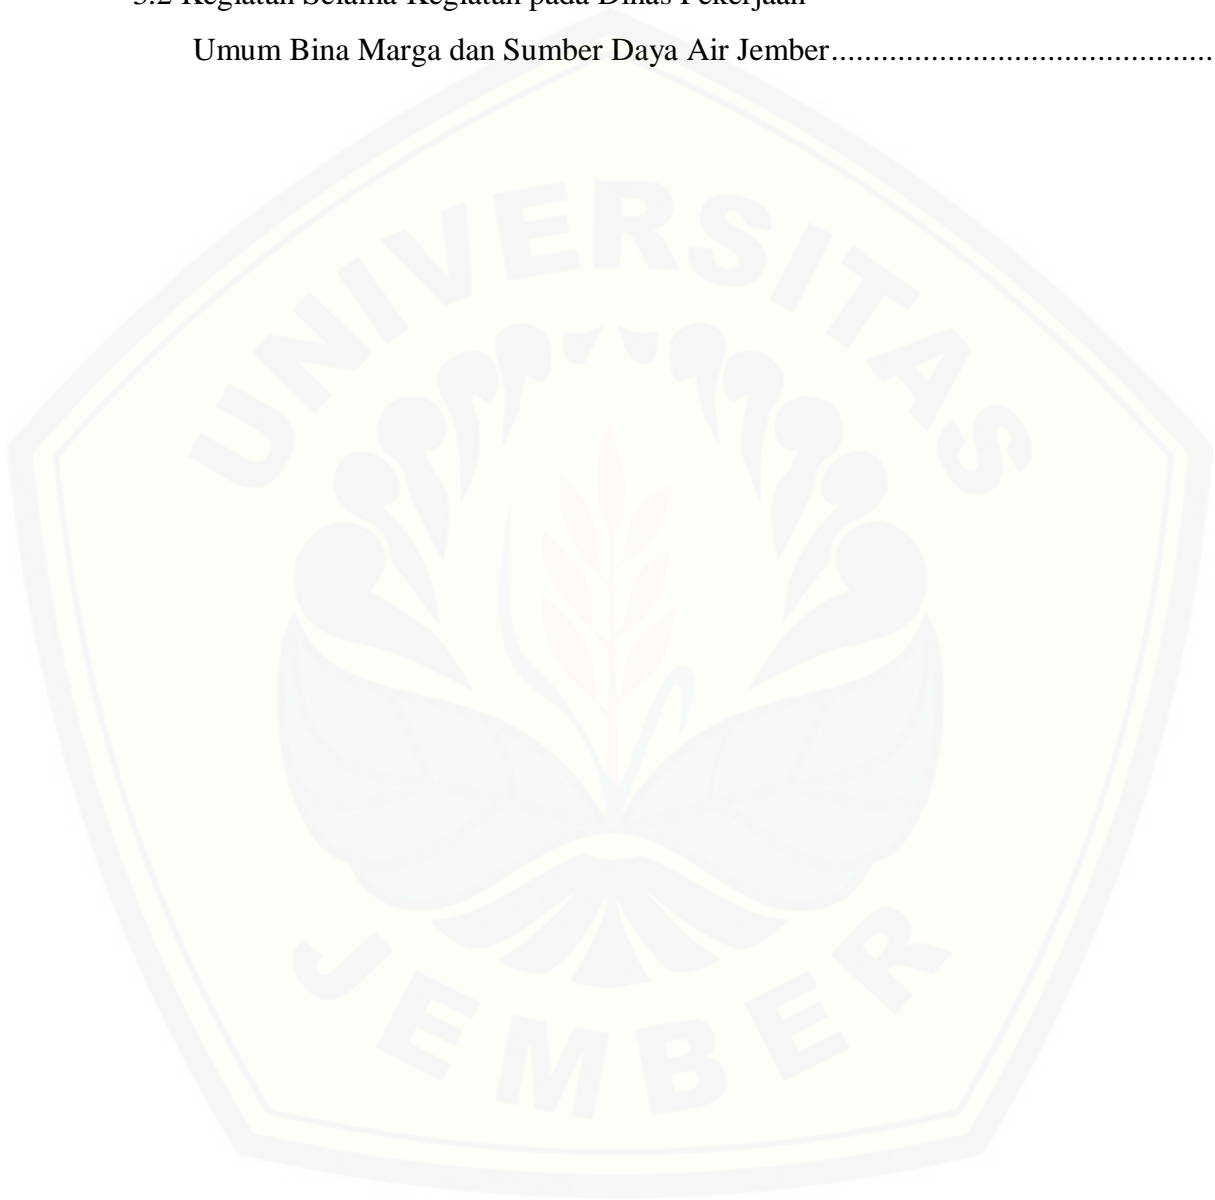 3.2 Kegiatan Selama Kegiatan pada Dinas Pekerjaan
Umum Bina Marga dan Sumber Daya Air Jember..............................................
UNIVERSITAS
JEMBER